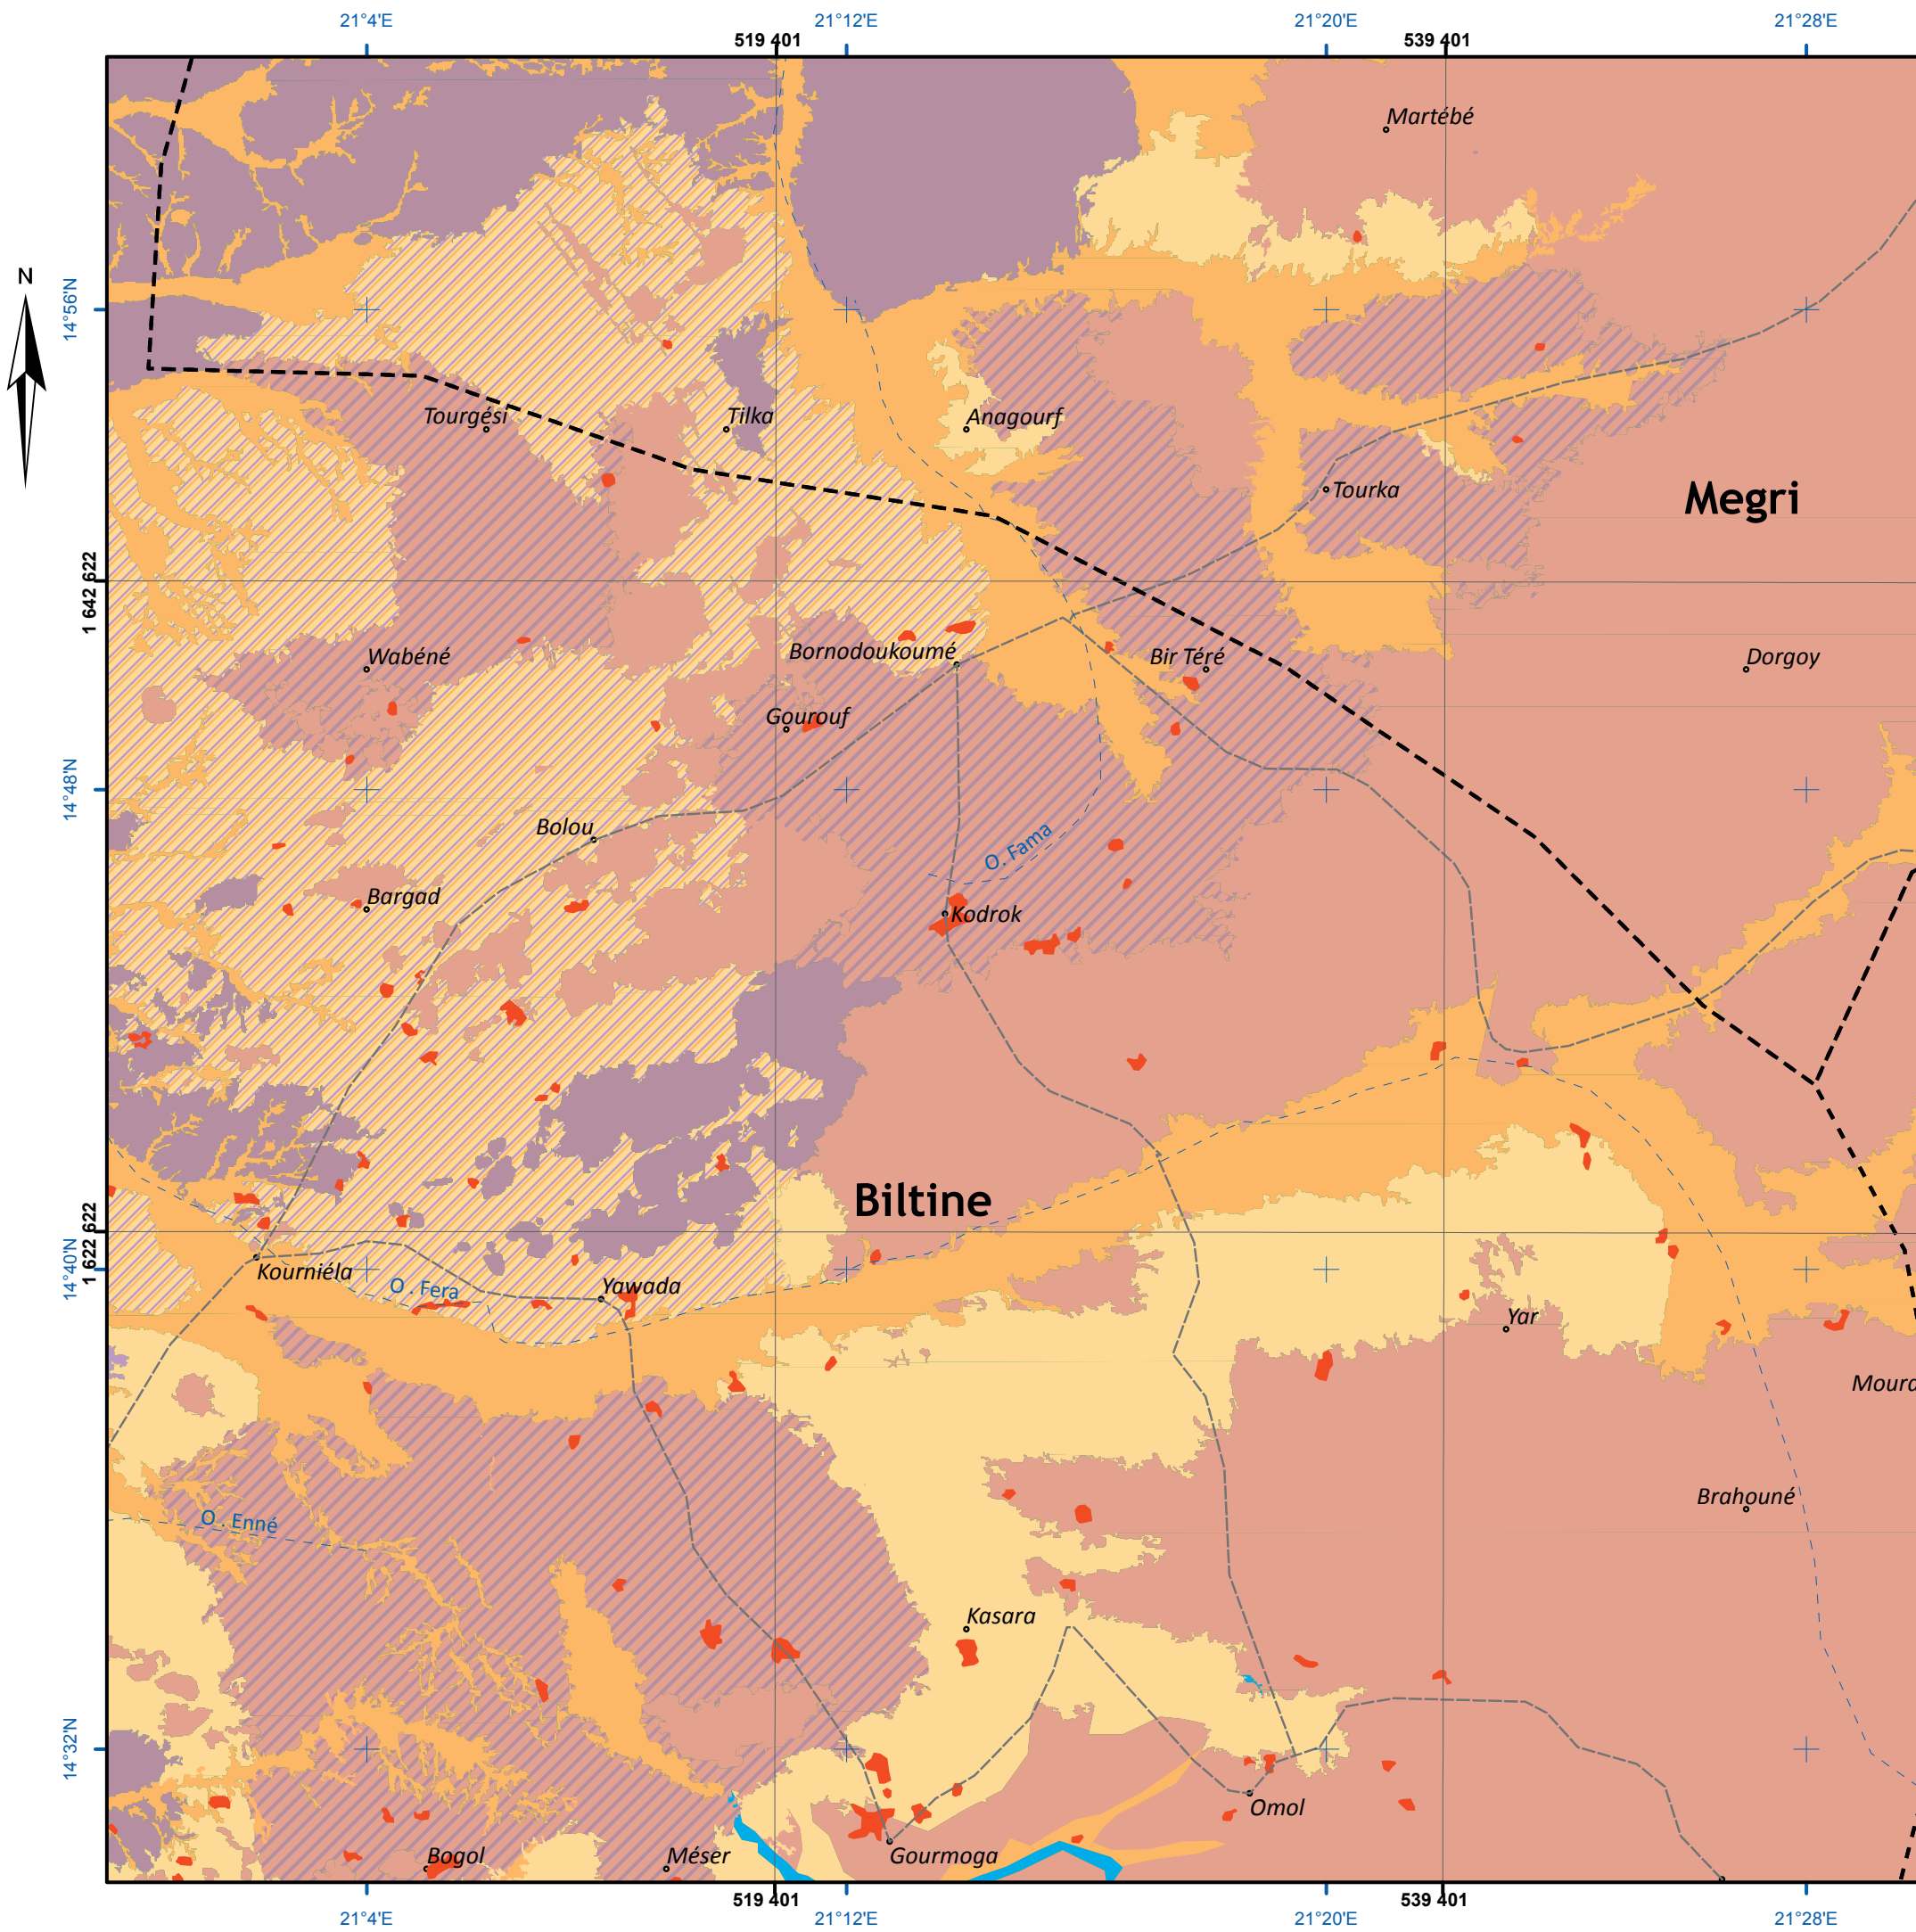 21°4'E
21°12'E
21°20'E
21°28'E
519 401
539 401
Martébé
N
14°56'N
Tourgési
Tilka
Anagourf
Tourka
Megri
1 642 622
Wabéné
Bornodoukoumé
Bir Téré
Dorgoy
Gourouf
14°48'N
Bolou
O. Fama
Bargad
Kodrok
Biltine
1 622 622
14°40'N
Kourniéla
O. Fera
Yawada
Yar
Mourd
Brahouné
O. Enné
Kasara
14°32'N
Omol
Bogol
Méser
Gourmoga
519 401
539 401
21°4'E
21°12'E
21°20'E
21°28'E